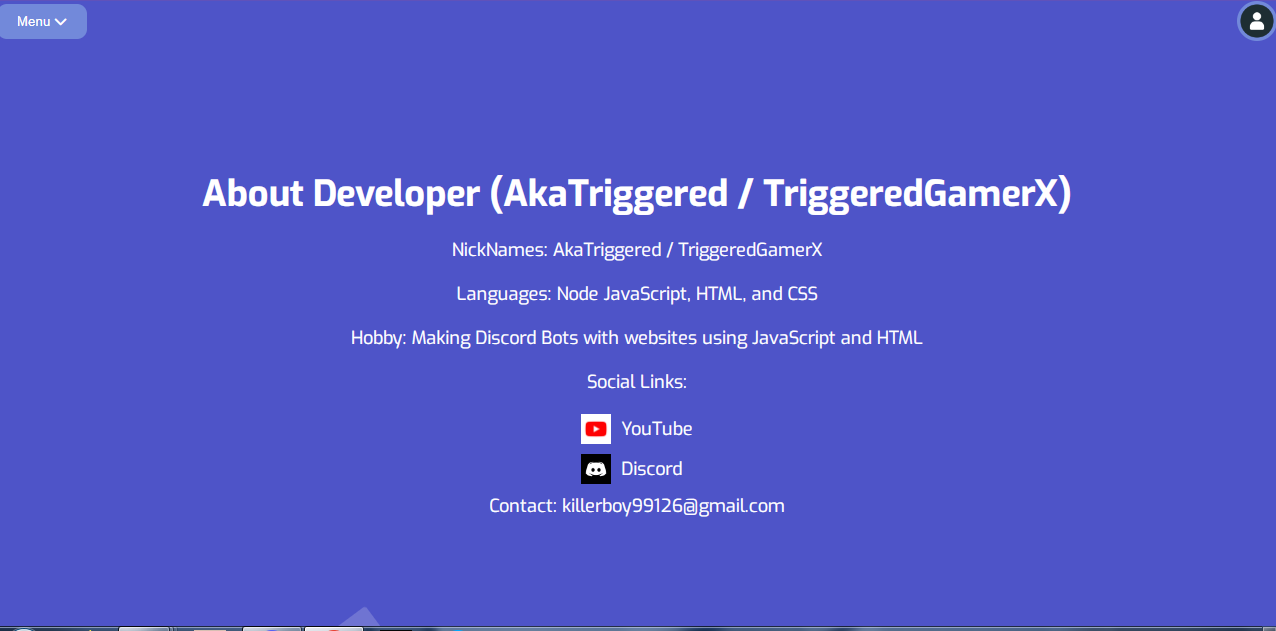 Menu
About Developer (AkaTriggered / TriggeredGamerX)
NickNames: AkaTriggered / TriggeredGamerX
Languages: Node JavaScript, HTML, and CSS
Hobby: Making Discord Bots with websites using JavaScript and HTML
Social Links:
YouTube
Discord
Contact: killerboy99126@gmail.com